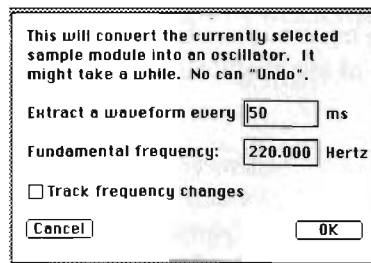 This will convert the currently selected
sample module into an oscillator. It
might take a while. No can "Undo".
Extract a waveform every 50 ms
Fundamental frequency: 220.000 Hertz
Track frequency changes
Cancel OK